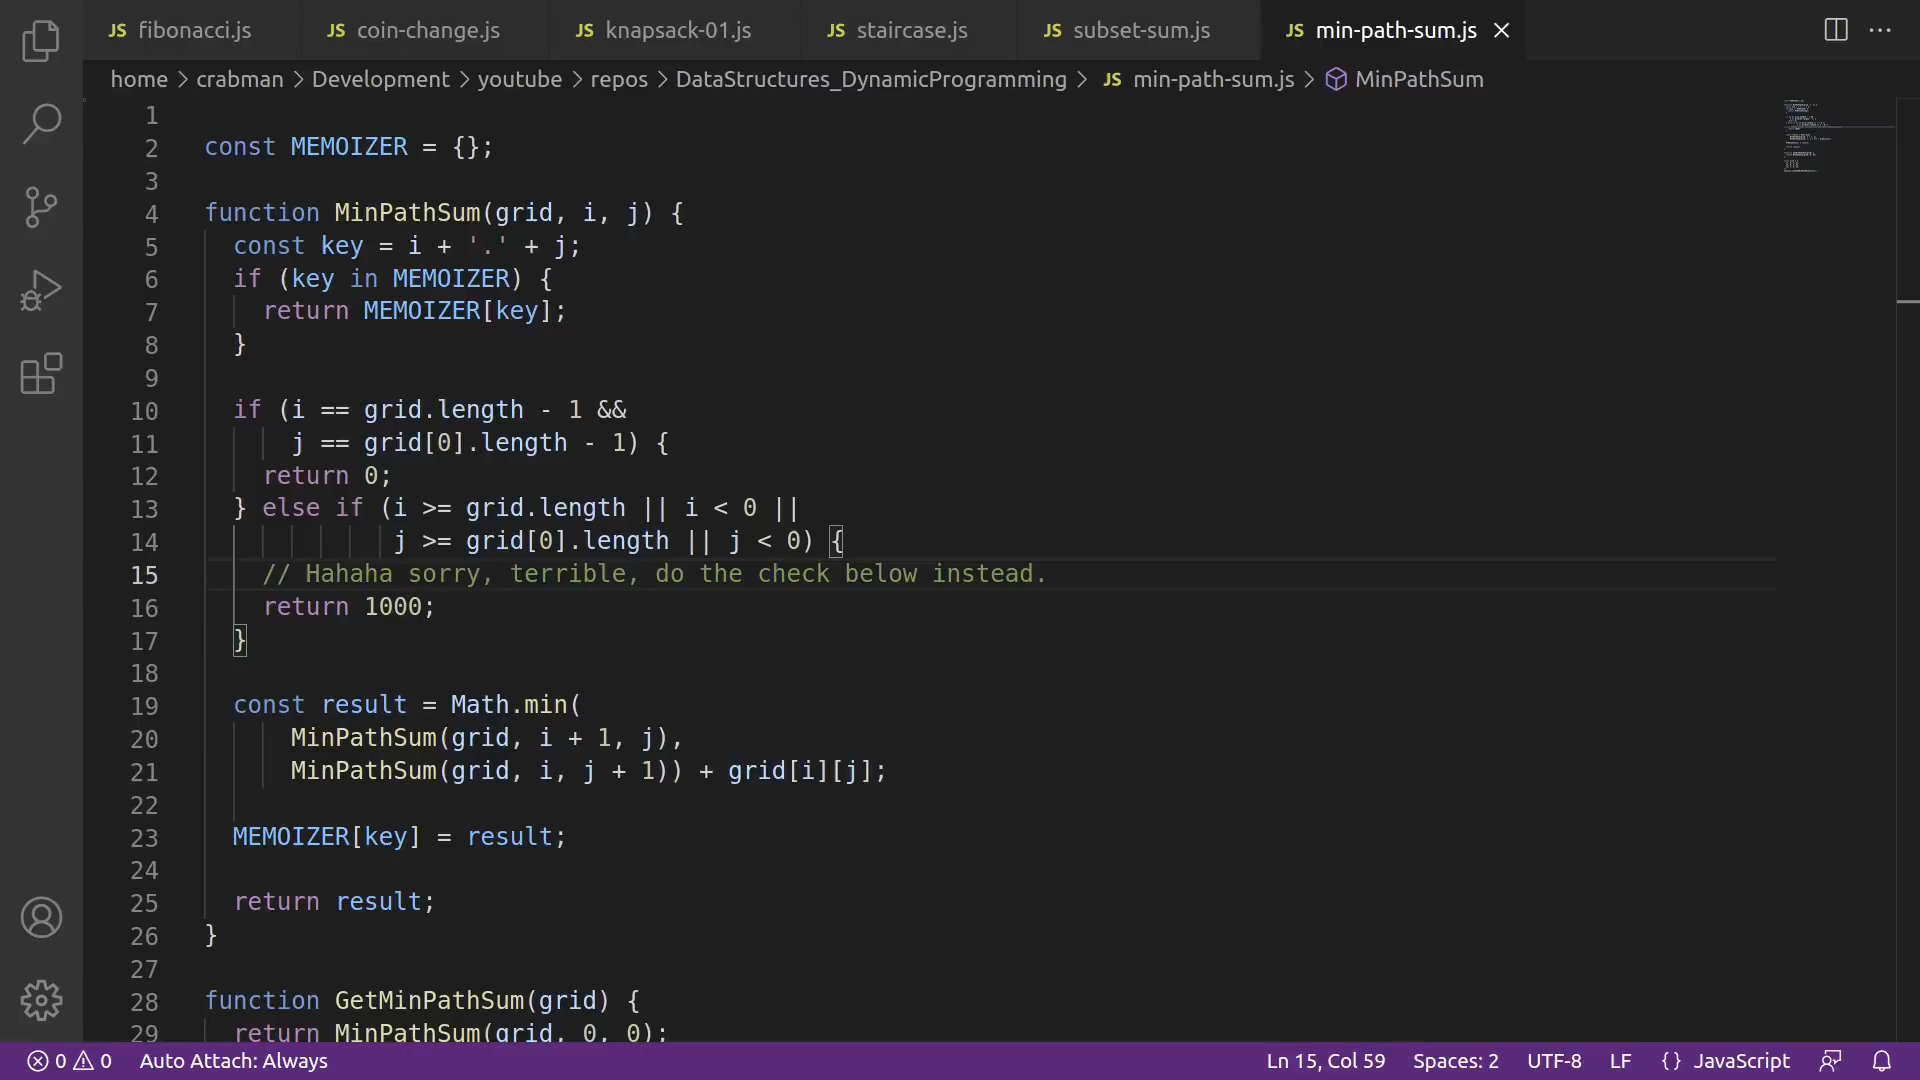 JS fibonacci.js JS coin-change.js JS knapsack-01.js JS staircase.js JS subset-sum.js JS min-path-sum.js
home > crabman > Development > youtube > repos > DataStructures_DynamicProgramming > JS min-path-sum.js > MinPathSum
1
2 const MEMOIZER = {};
3
4 function MinPathSum(grid, i, j) {
5 const key = i + '.' + j;
6 if (key in MEMOIZER) {
7 return MEMOIZER[key];
8 }
9
10 if (i == grid.length - 1 &&
11 j == grid[0].length - 1) {
12 return 0;
13 } else if (i >= grid.length || i < 0 ||
14 j >= grid[0].length || j < 0) {
15 // Hahaha sorry, terrible, do the check below instead.
16 return 1000;
17 }
18
19 const result = Math.min(
20 MinPathSum(grid, i + 1, j),
21 MinPathSum(grid, i, j + 1)) + grid[i][j];
22
23 MEMOIZER[key] = result;
24
25 return result;
26 }
27
28 function GetMinPathSum(grid) {
29 return MinPathSum(grid, 0, 0);
0 0 Auto Attach: Always Ln 15, Col 59 Spaces: 2 UTF-8 LF {} JavaScript